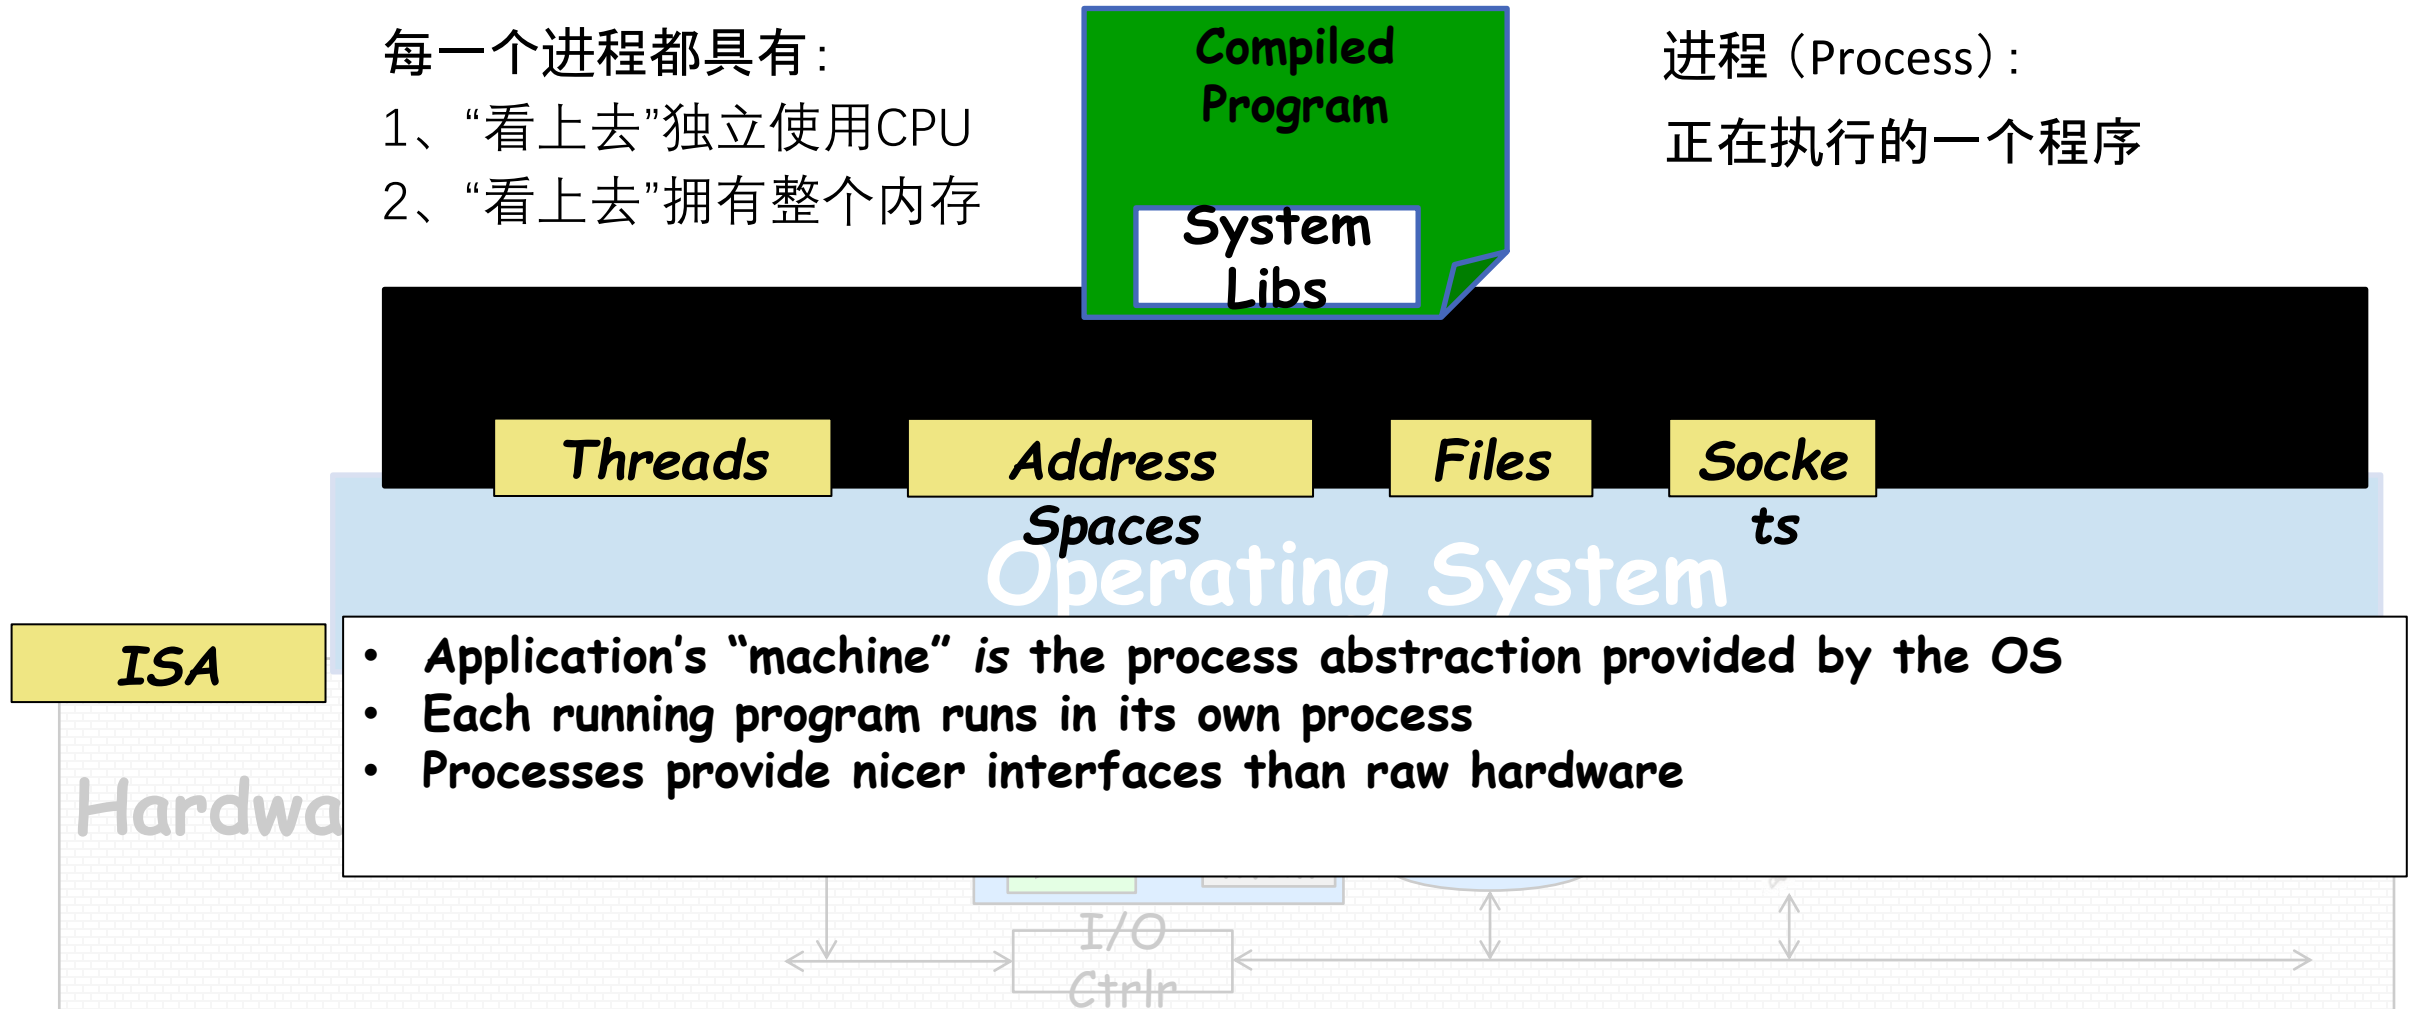 每一个进程都具有：
1、“看上去”独立使用CPU
2、“看上去”拥有整个内存
Compiled
Program
System
Libs
进程（Process）：
正在执行的一个程序
Threads
Address
Spaces
Files
Socke
ts
Operating System
ISA
• Application’s “machine” is the process abstraction provided by the OS
• Each running program runs in its own process
• Processes provide nicer interfaces than raw hardware
Hardwa
I/O
Ctrlr